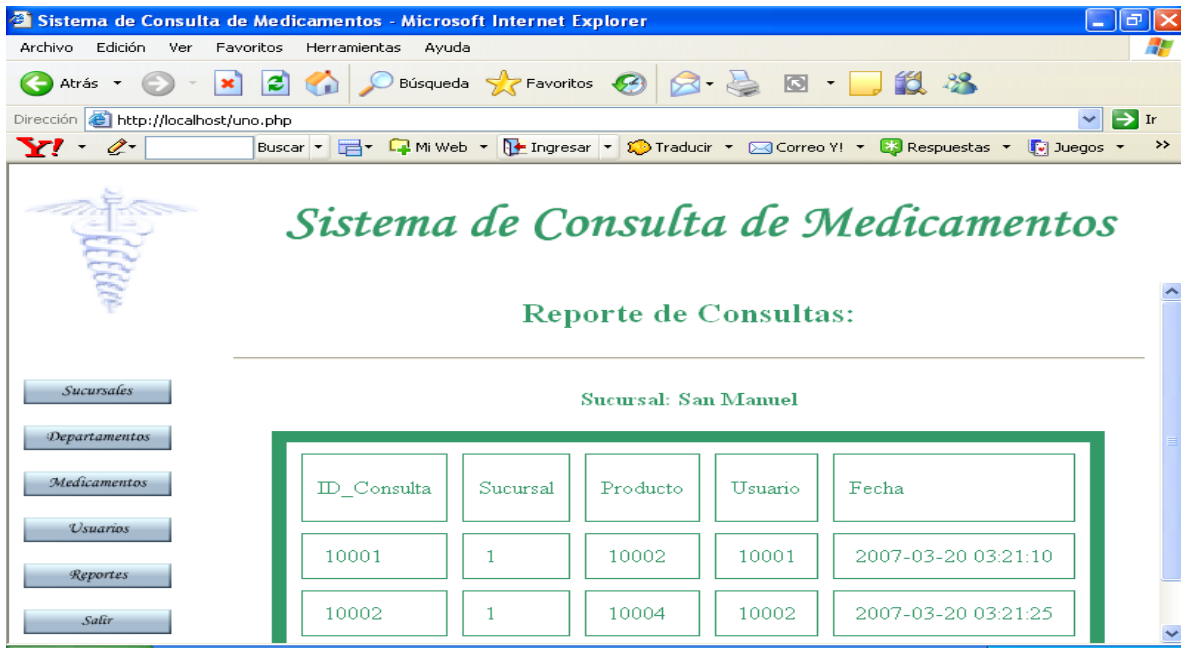 Sistema de Consulta de Medicamentos - Microsoft Internet Explorer
Archivo Edición Ver Favoritos Herramientas Ayuda
Atrás Búsqueda Favoritos
Dirección http://localhost/uno.php Ir
Y! Buscar Mi Web Ingresar Traducir Correo Y! Respuestas Juegos >>
Sistema de Consulta de Medicamentos
Reporte de Consultas:
Sucursal: San Manuel
Sucursales
Departamentos
Medicamentos
Usuarios
Reportes
Salir
ID_Consulta Sucursal Producto Usuario Fecha
10001 1 10002 10001 2007-03-20 03:21:10
10002 1 10004 10002 2007-03-20 03:21:25